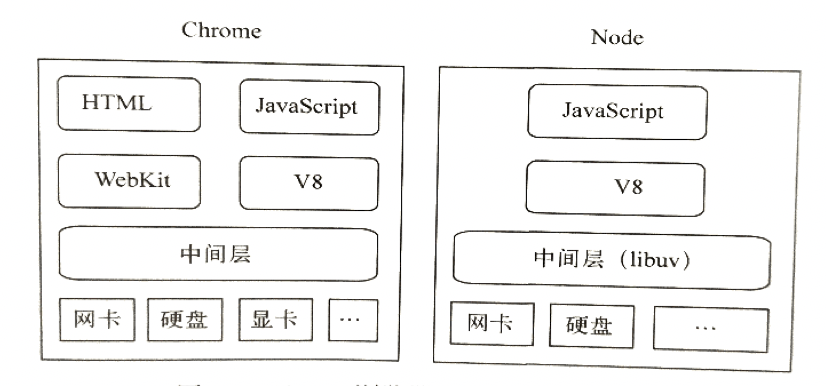 Chrome
HTML
JavaScript
WebKit
V8
中间层
网卡
硬盘
显卡
…
Node
JavaScript
V8
中间层（libuv）
网卡
硬盘
…